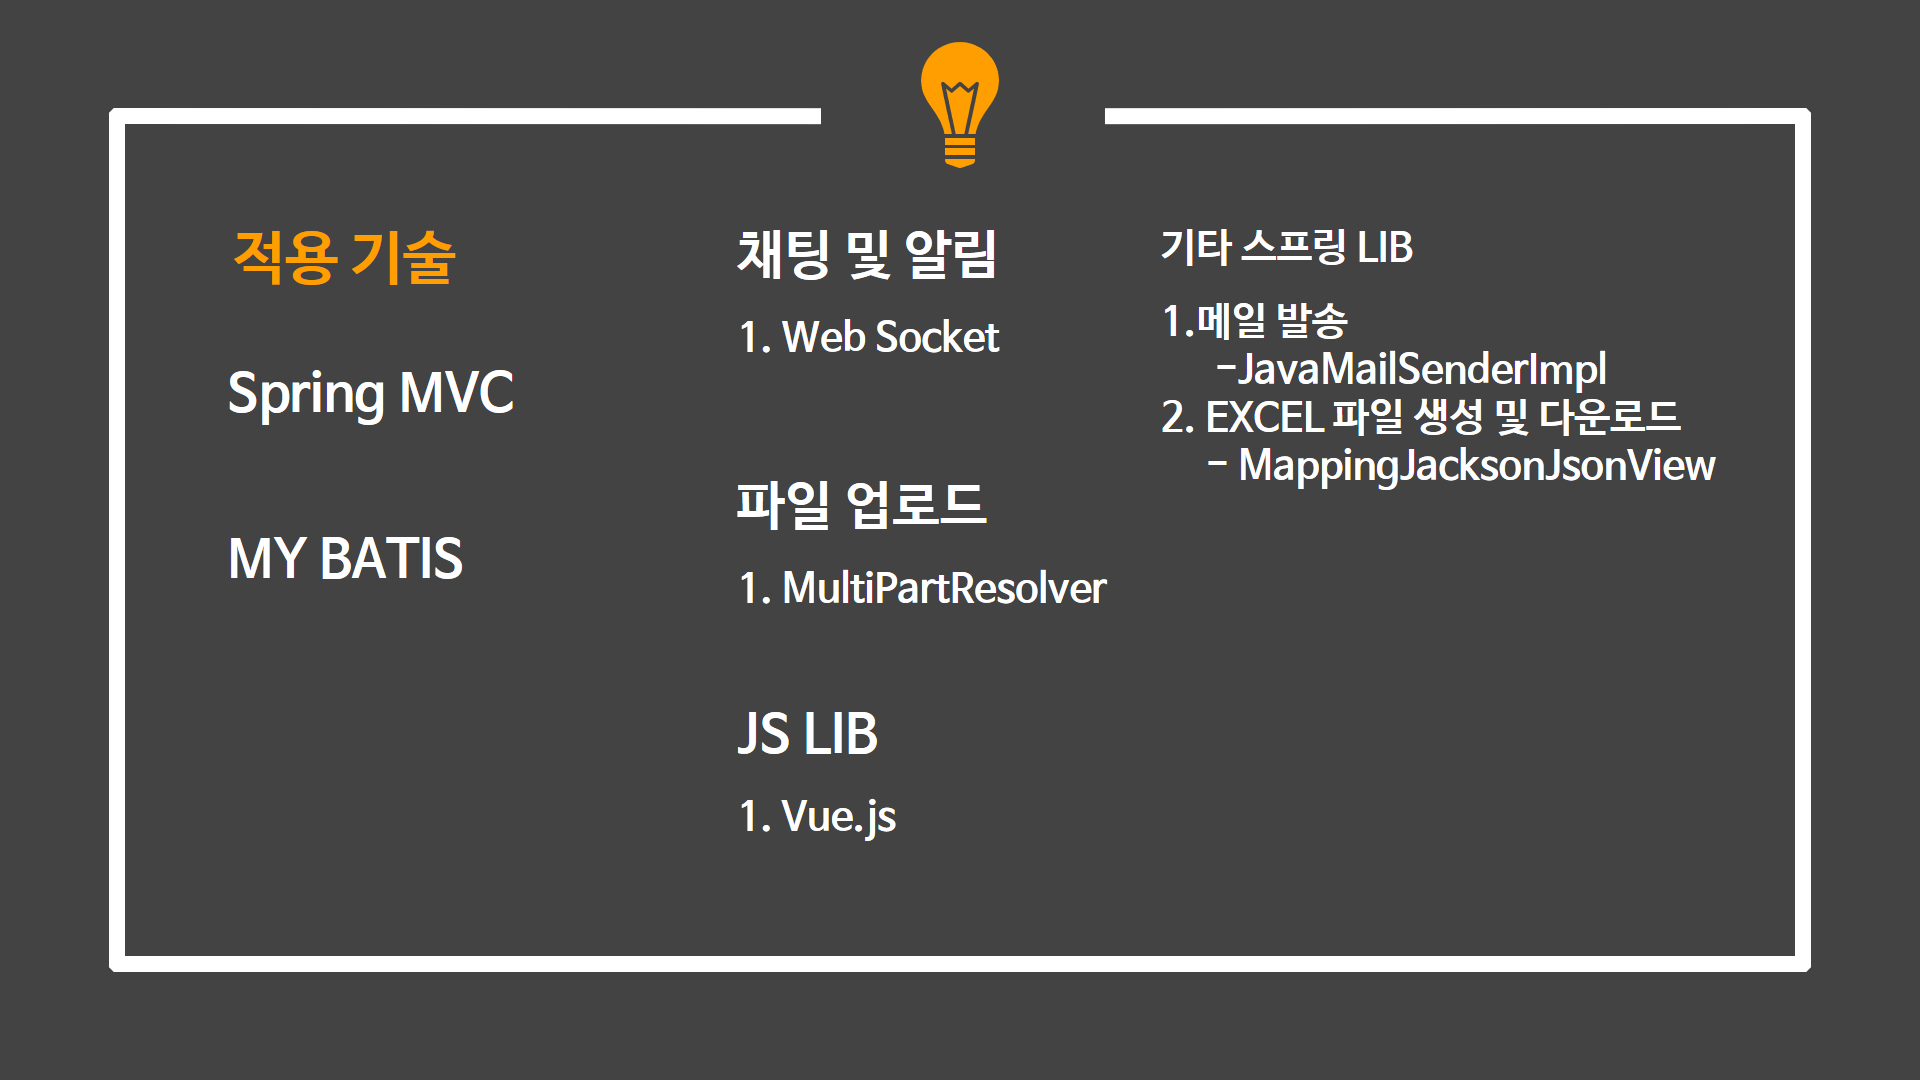 적용 기술
Spring MVC
MY BATIS
채팅 및 알림
1. Web Socket
파일 업로드
1. MultiPartResolver
JS LIB
1. Vue.js
기타 스프링 LIB
1.메일 발송
-JavaMailSenderImpl
2. EXCEL 파일 생성 및 다운로드
- MappingJacksonJsonView